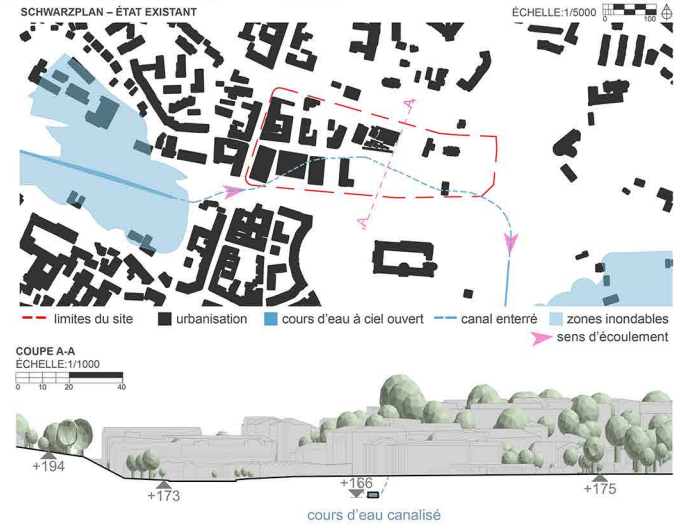 SCHWARZPLAN – ÉTAT EXISTANT
ÉCHELLE:1/5000
0 100
A
A
limites du site
urbanisation
cours d'eau à ciel ouvert
canal enterré
zones inondables
sens d'écoulement
COUPE A-A
ÉCHELLE:1/1000
0 10 20 40
+194
+173
+166
+175
cours d'eau canalisé